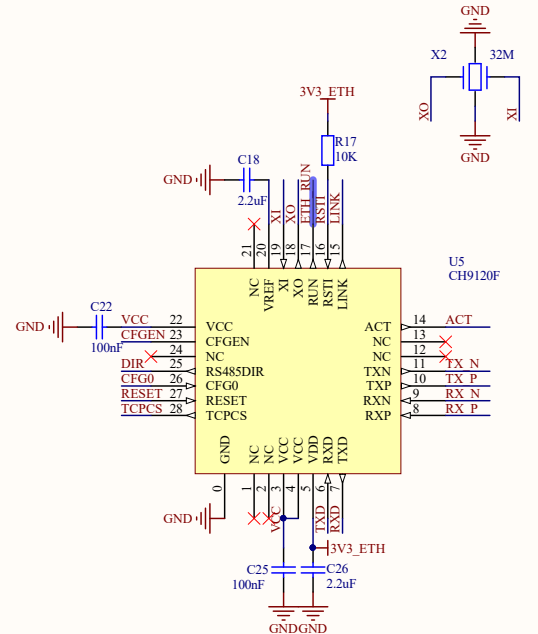 GND
X2
32M
XO
XI
GND
3V3_ETH
R17
10K
C18
GND
2.2uF
XI
XO
ETH_RUN
RSTI
LINK
21
20
19
18
17
16
15
NC
VREF
XI
XO
RUN
RSTI
LINK
U5
CH9120F
C22
GND
100nF
VCC 22 VCC
CFGEN 23 CFGEN
24 NC
DIR 25 RS485DIR
CFG0 26 CFG0
RESET 27 RESET
TCPCS 28 TCPCS
ACT 14 ACT
NC 13
NC 12
TXN 11 TX_N
TXP 10 TX_P
RXN 9 RX_N
RXP 8 RX_P
GND
NC
NC
VCC
VCC
VDD
RXD
TXD
0
1
2
3
4
5
6
7
GND
VCC
TXD
RXD
3V3_ETH
C25
100nF
C26
2.2uF
GND
GND